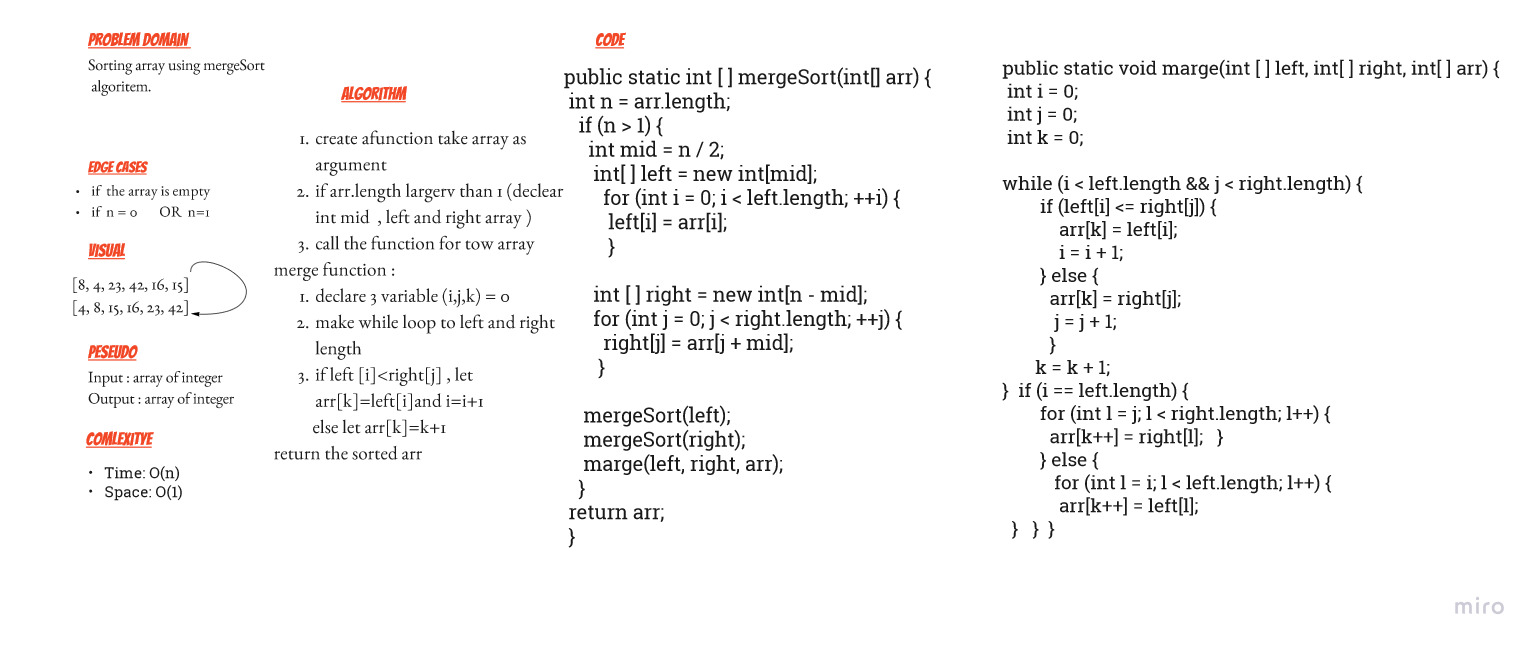 PROBLEM DOMAIN
Sorting array using mergeSort
algoritem.
EDGE CASES
• if the array is empty
• if n = 0 OR n=1
VISUAL
[8, 4, 23, 42, 16, 15]
[4, 8, 15, 16, 23, 42]
PESEUDO
Input : array of integer
Output : array of integer
COMLEXITYE
• Time: O(n)
• Space: O(1)
ALGORITHM
1. create afunction take array as
argument
2. if arr.length largerv than 1 (declear
int mid , left and right array )
3. call the function for tow array
merge function :
1. declare 3 variable (i,j,k) = 0
2. make while loop to left and right
length
3. if left [i]<right[j] , let
arr[k]=left[i]and i=i+1
else let arr[k]=k+1
return the sorted arr
CODE
public static int [ ] mergeSort(int[] arr) {
int n = arr.length;
if (n > 1) {
int mid = n / 2;
int[ ] left = new int[mid];
for (int i = 0; i < left.length; ++i) {
left[i] = arr[i];
}
int [ ] right = new int[n - mid];
for (int j = 0; j < right.length; ++j) {
right[j] = arr[j + mid];
}
mergeSort(left);
mergeSort(right);
marge(left, right, arr);
}
return arr;
}
public static void marge(int [ ] left, int[ ] right, int[ ] arr) {
int i = 0;
int j = 0;
int k = 0;
while (i < left.length && j < right.length) {
if (left[i] <= right[j]) {
arr[k] = left[i];
i = i + 1;
} else {
arr[k] = right[j];
j = j + 1;
}
k = k + 1;
} if (i == left.length) {
for (int l = j; l < right.length; l++) {
arr[k++] = right[l]; }
} else {
for (int l = i; l < left.length; l++) {
arr[k++] = left[l];
} } }
miro